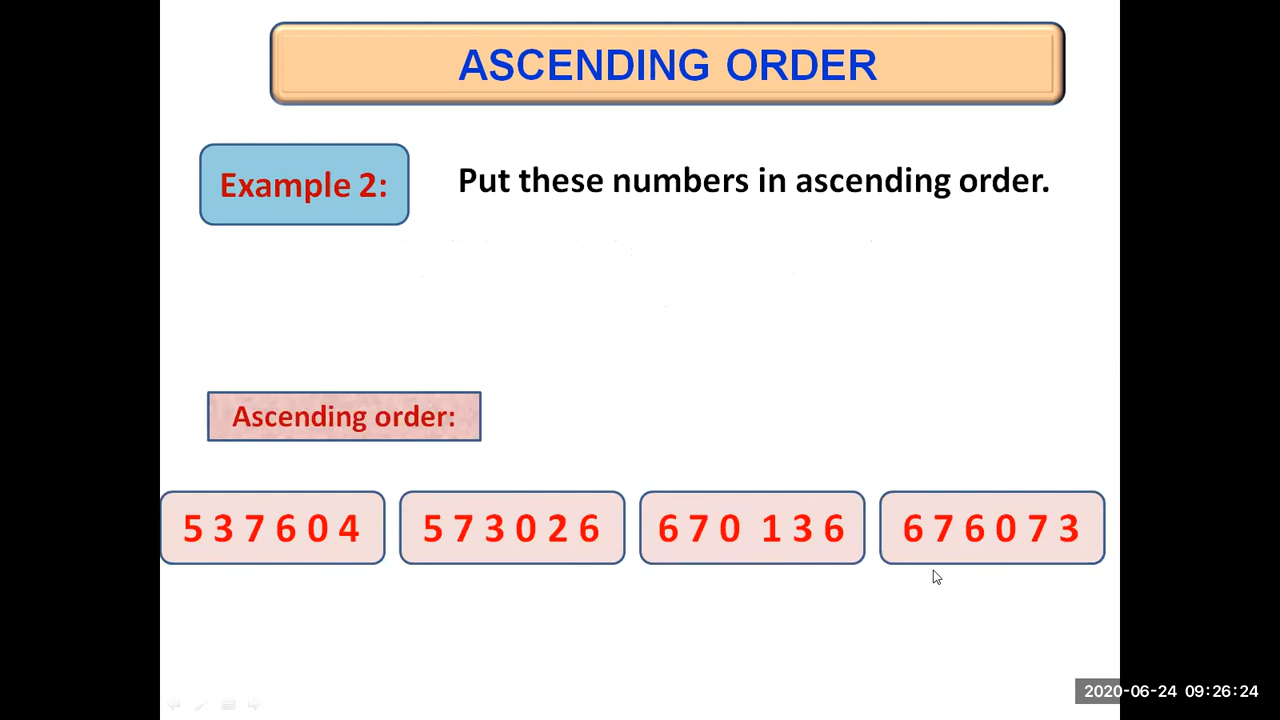 ASCENDING ORDER
Example 2:
Put these numbers in ascending order.
Ascending order:
5 3 7 6 0 4
5 7 3 0 2 6
6 7 0 1 3 6
6 7 6 0 7 3
2020-06-24 09:26:24